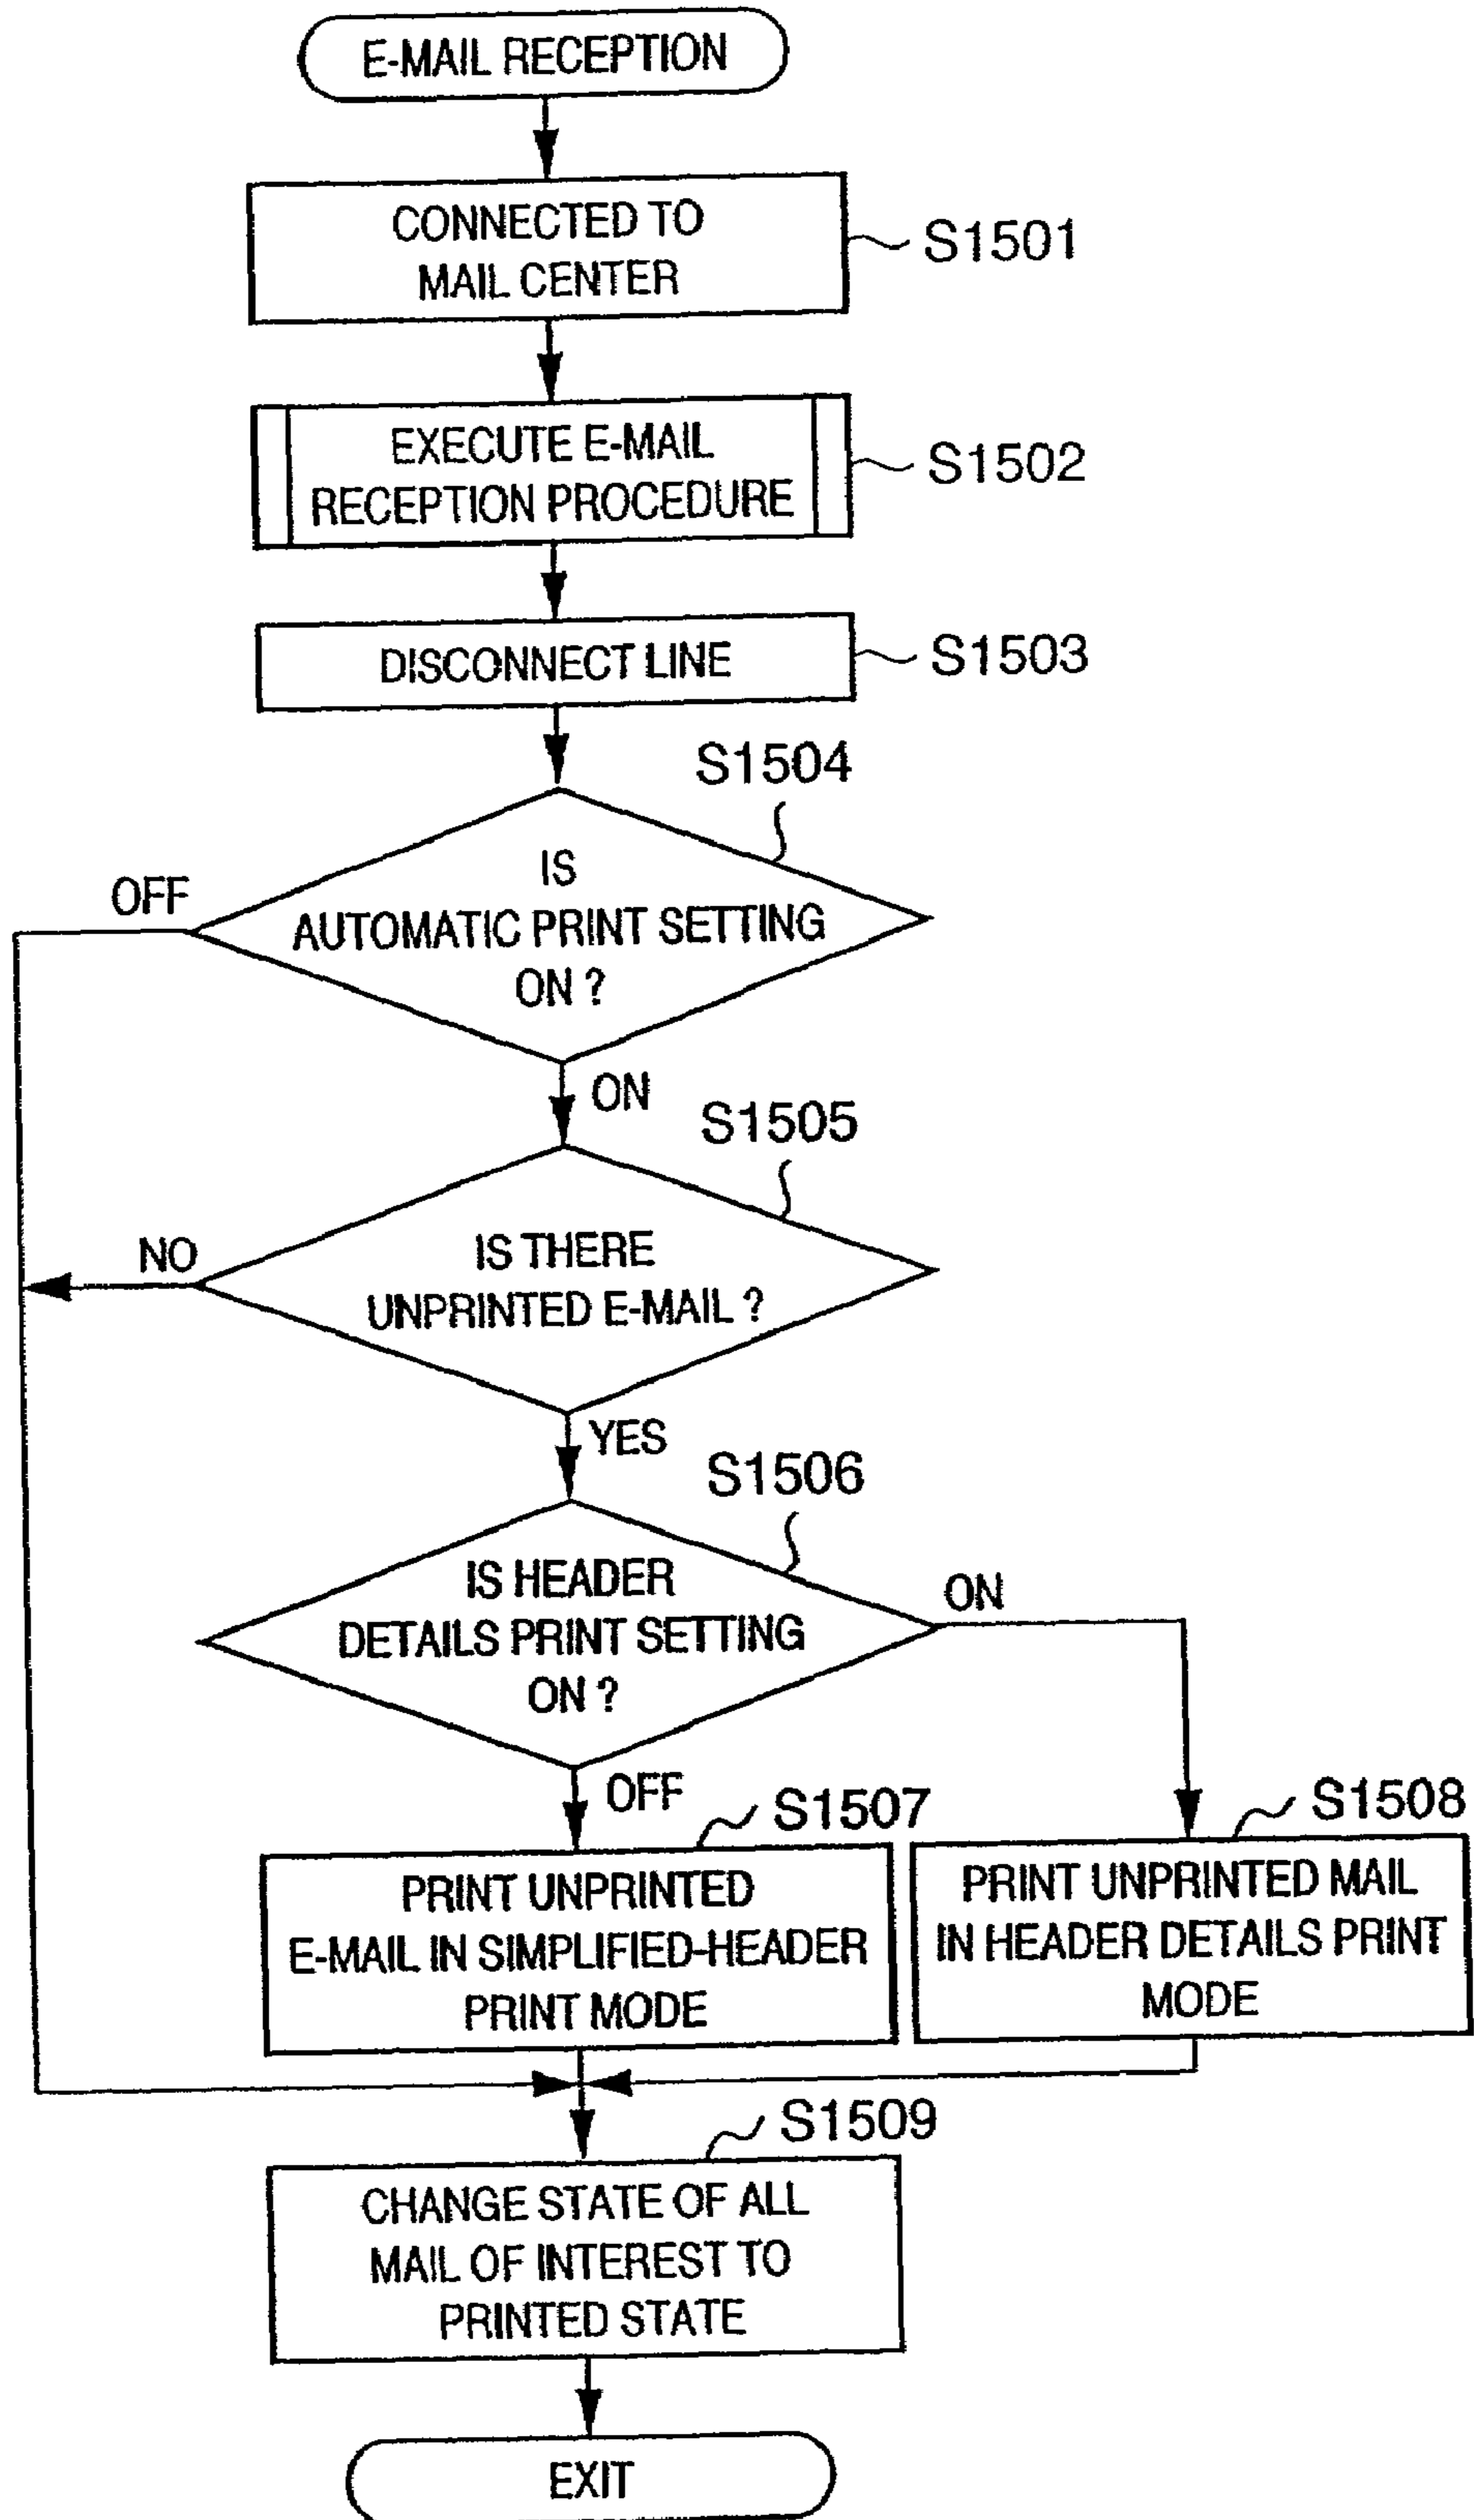 E-MAIL RECEPTION
CONNECTED TO
MAIL CENTER
S1501
EXECUTE E-MAIL
RECEPTION PROCEDURE
S1502
DISCONNECT LINE
S1503
S1504
IS
AUTOMATIC PRINT SETTING
ON ?
OFF
ON
S1505
IS THERE
UNPRINTED E-MAIL ?
NO
YES
S1506
IS HEADER
DETAILS PRINT SETTING
ON ?
ON
OFF
S1507
PRINT UNPRINTED
E-MAIL IN SIMPLIFIED-HEADER
PRINT MODE
S1508
PRINT UNPRINTED MAIL
IN HEADER DETAILS PRINT
MODE
S1509
CHANGE STATE OF ALL
MAIL OF INTEREST TO
PRINTED STATE
EXIT